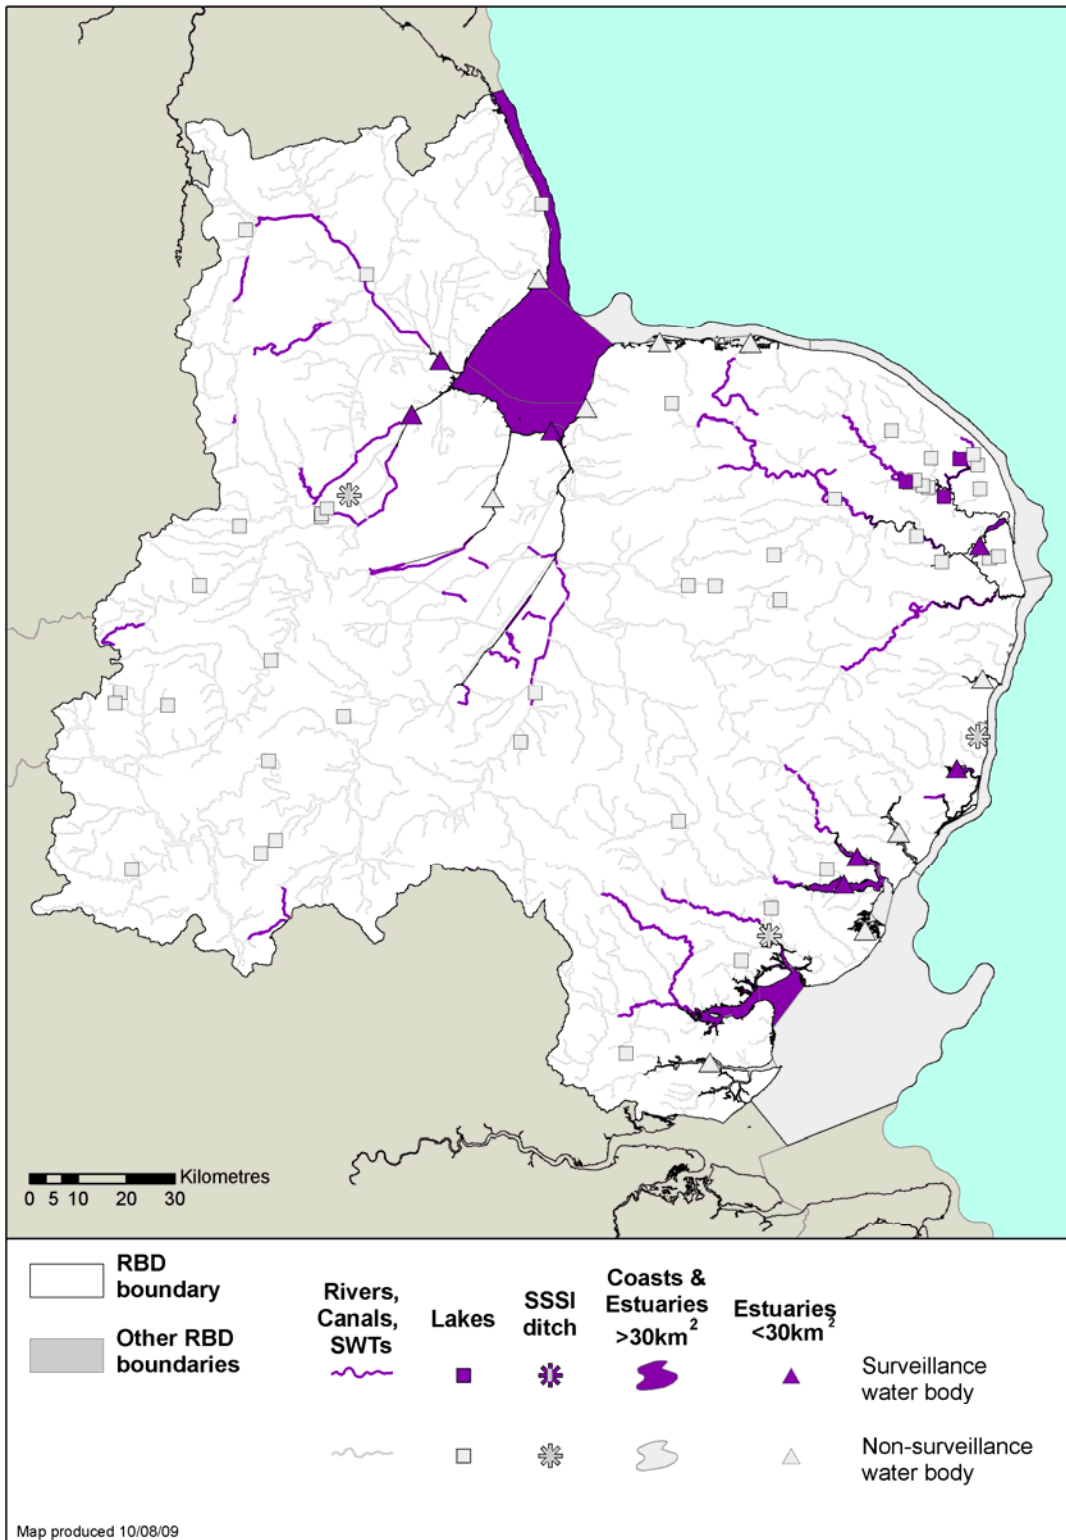 Kilometres
0 5 10 20 30
RBD
boundary
Other RBD
boundaries
Rivers,
Canals,
SWTs
Lakes
SSSI
ditch
Coasts &
Estuaries
>30km²
Estuaries
<30km²
Surveillance
water body
Non-surveillance
water body
Map produced 10/08/09